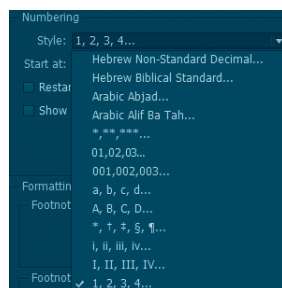 Numbering
Style: 1, 2, 3, 4...
Hebrew Non-Standard Decimal...
Start at:
Hebrew Biblical Standard...
Restar
Arabic Abjad...
Show
Arabic Alif Ba Tah...
*,**,***...
01,02,03...
001,002,003...
Formattin
a, b, c, d...
Footnot
A, B, C, D...
*, †, ‡, §, ¶...
i, ii, iii, iv...
I, II, III, IV...
Footnot
1, 2, 3, 4...